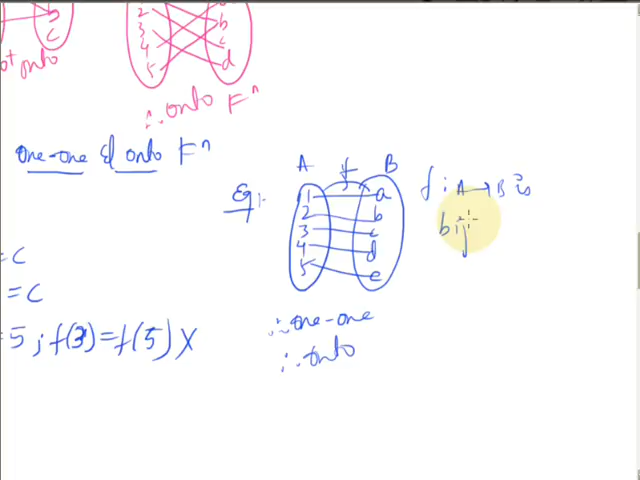 c
not onto
2
3
4
5
b
c
d
∴ onto Fⁿ
one-one & onto Fⁿ
Eg:-
A f B
1 a
2 b
3 c
4 d
5 e
f : A → B is
bij
= c
= c
5 ; f(3) = f(5) X
∴ one-one
∴ onto